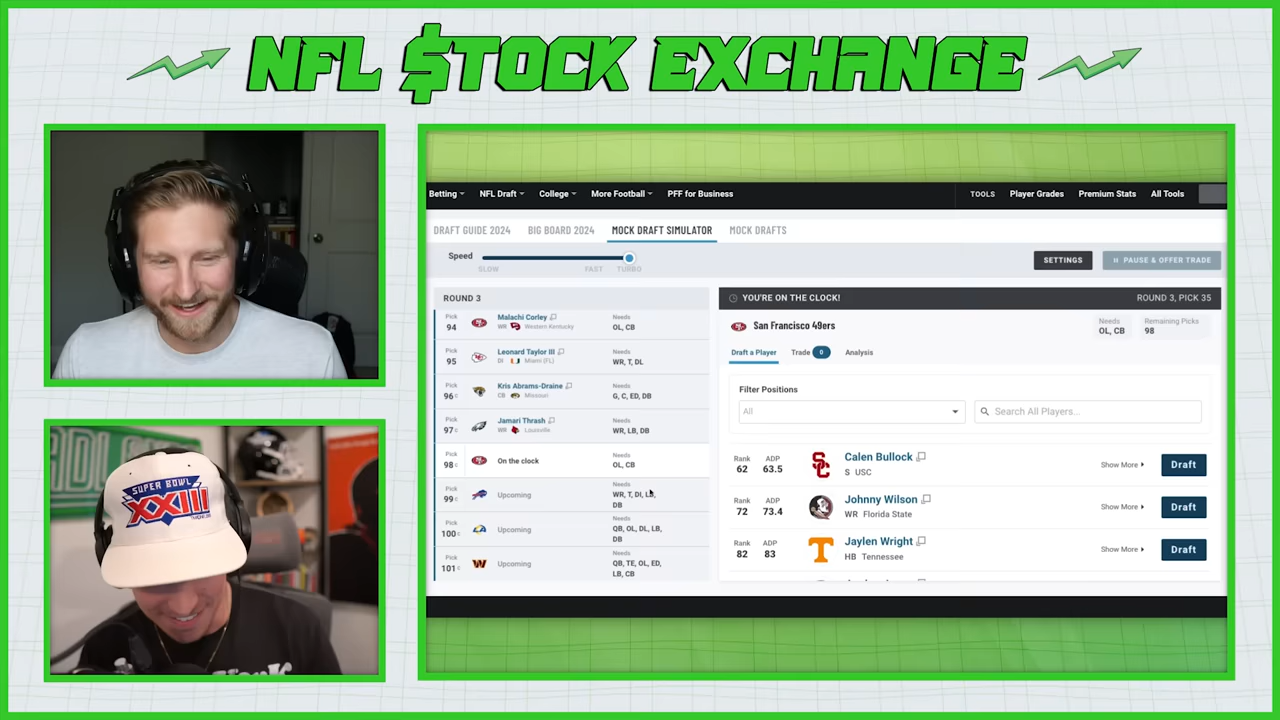 NFL $TOCK EXCHANGE
Betting
NFL Draft
College
More Football
PFF for Business
TOOLS
Player Grades
Premium Stats
All Tools
DRAFT GUIDE 2024
BIG BOARD 2024
MOCK DRAFT SIMULATOR
MOCK DRAFTS
Speed
SLOW
FAST
TURBO
SETTINGS
PAUSE & OFFER TRADE
ROUND 3
Pick
94
Malachi Corley
WR Western Kentucky
Needs
OL, CB
Pick
95
Leonard Taylor III
DI Miami (FL)
Needs
WR, T, DL
Pick
96 c
Kris Abrams-Draine
CB Missouri
Needs
G, C, ED, DB
Pick
97 c
Jamari Thrash
WR Louisville
Needs
WR, LB, DB
Pick
98 c
On the clock
Needs
OL, CB
Pick
99 c
Upcoming
Needs
WR, T, DI, LB,
DB
Pick
100 c
Upcoming
Needs
QB, OL, DL, LB,
DB
Pick
101 c
Upcoming
Needs
QB, TE, OL, ED,
LB, CB
YOU'RE ON THE CLOCK!
ROUND 3, PICK 35
San Francisco 49ers
Needs
OL, CB
Remaining Picks
98
Draft a Player
Trade 0
Analysis
Filter Positions
All
Search All Players...
Rank
62
ADP
63.5
SC
Calen Bullock
S USC
Show More
Draft
Rank
72
ADP
73.4
Johnny Wilson
WR Florida State
Show More
Draft
Rank
82
ADP
83
T
Jaylen Wright
HB Tennessee
Show More
Draft
SUPER BOWL
XXIII